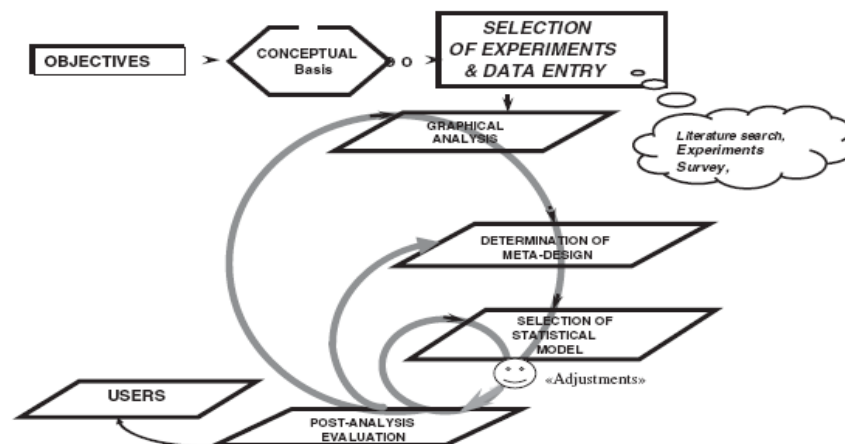 OBJECTIVES
CONCEPTUAL
Basis
SELECTION
OF EXPERIMENTS
& DATA ENTRY
GRAPHICAL
ANALYSIS
Literature search,
Experiments
Survey,
DETERMINATION OF
META-DESIGN
SELECTION OF
STATISTICAL
MODEL
«Adjustments»
USERS
POST-ANALYSIS
EVALUATION